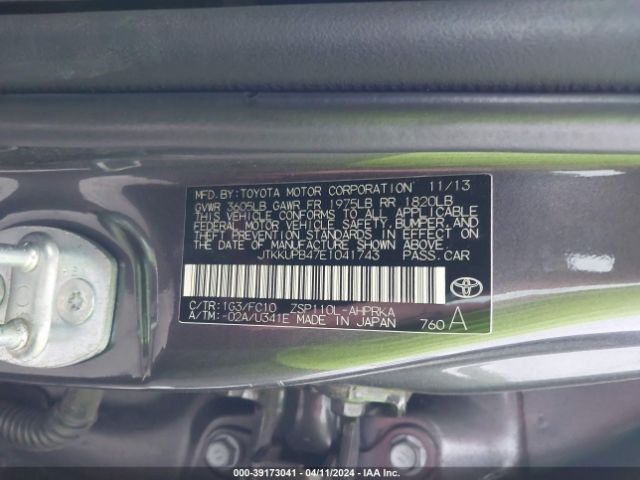 MFD.BY:TOYOTA MOTOR CORPORATION 11/13
GVWR 3605LB GAWR FR 1975LB RR 1820LB
THIS VEHICLE CONFORMS TO ALL APPLICABLE
FEDERAL MOTOR VEHICLE SAFETY, BUMPER, AND
THEFT PREVENTION STANDARDS IN EFFECT ON
THE DATE OF MANUFACTURE SHOWN ABOVE.
JTKKUPB47E1041743 PASS.CAR
C/TR:1G3/FC10 ZSP110L-AHPRKA
A/TM:-02A/U341E MADE IN JAPAN 760 A
000-39173041 - 04/11/2024 - IAA Inc.